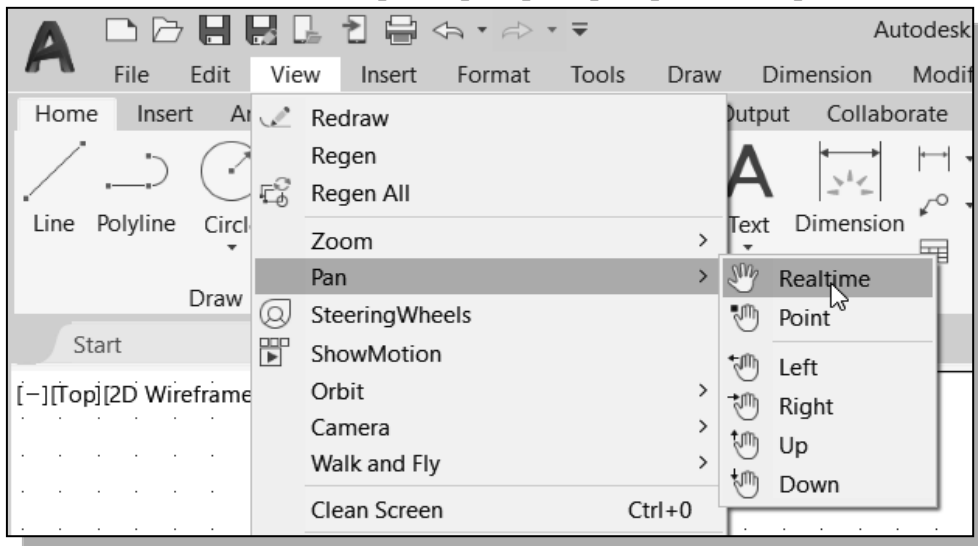 Autodesk
File Edit View Insert Format Tools Draw Dimension Modif
Home Insert Output Collaborate
Redraw
Regen
Regen All
Line Polyline Circl Text Dimension
Zoom
Pan
Realtime
Draw
SteeringWheels
Point
Start
ShowMotion
Left
[−][Top][2D Wireframe
Orbit
Right
Camera
Up
Walk and Fly
Down
Clean Screen Ctrl+0